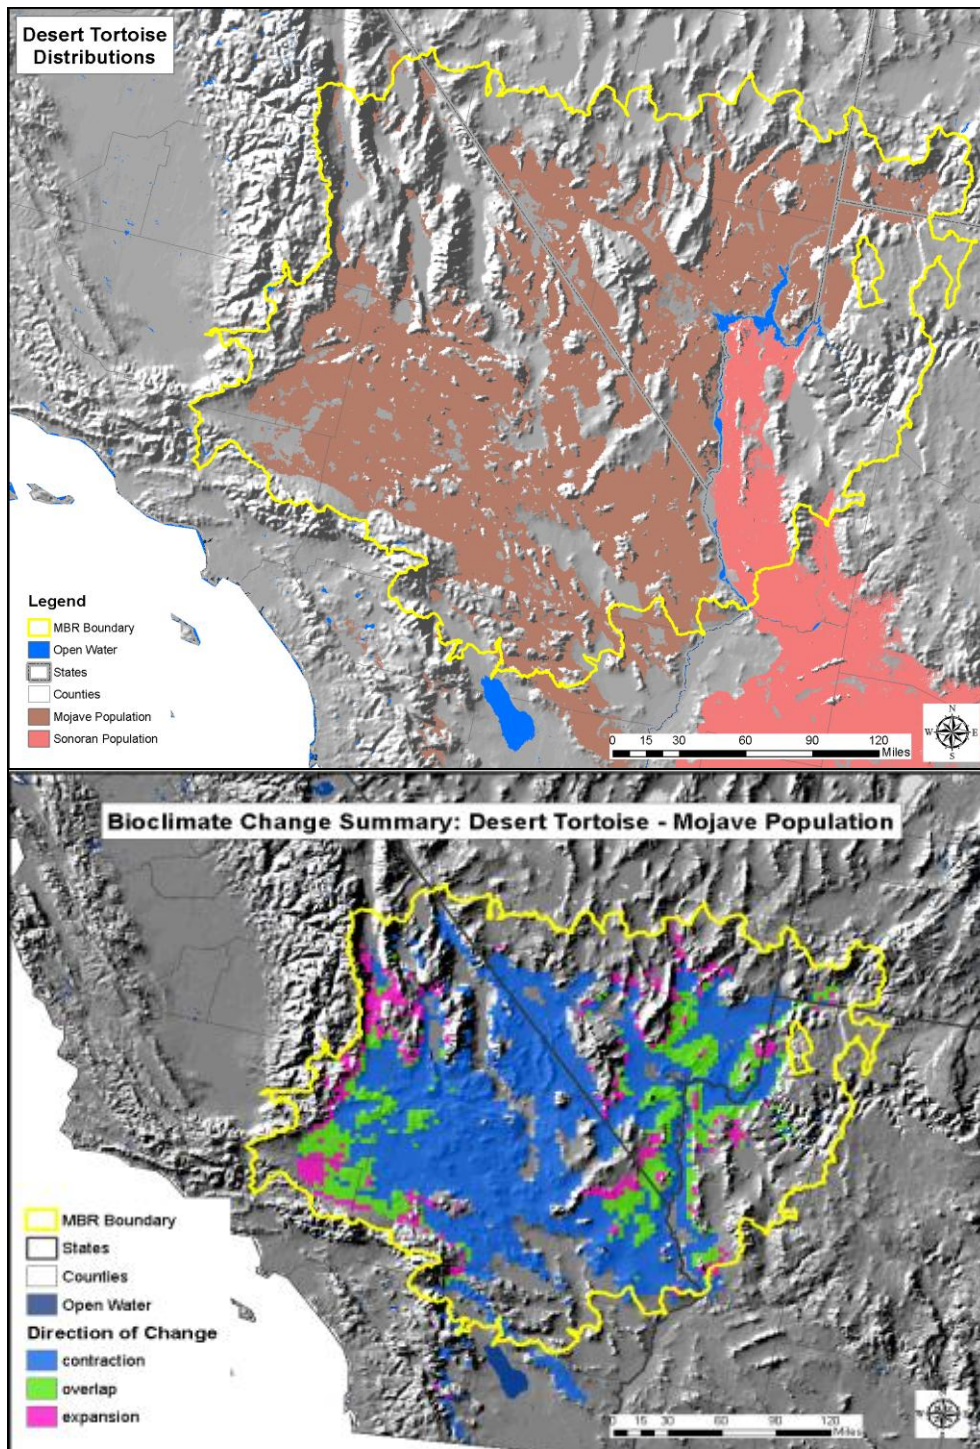 Desert Tortoise
Distributions
Legend
MBR Boundary
Open Water
States
Counties
Mojave Population
Sonoran Population
N
W E
S
0 15 30 60 90 120
Miles
Bioclimate Change Summary: Desert Tortoise - Mojave Population
MBR Boundary
States
Counties
Open Water
Direction of Change
contraction
overlap
expansion
0 15 30 60 90 120
Miles